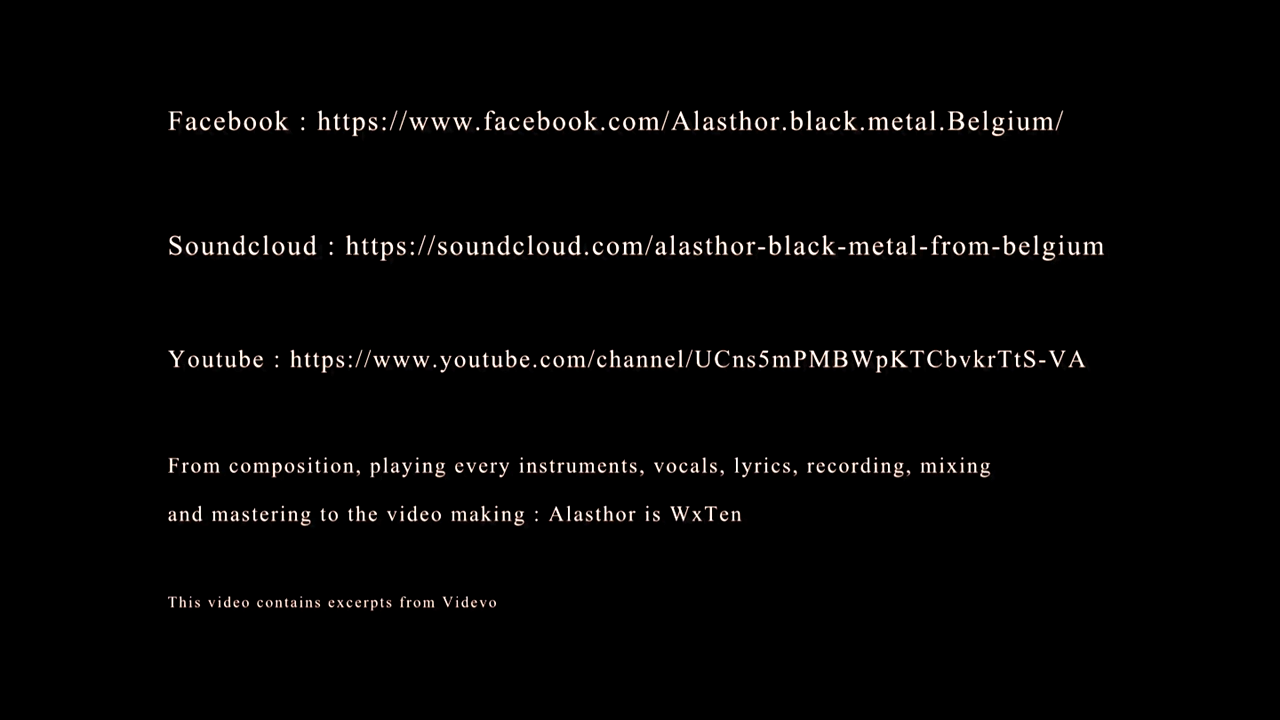 Facebook : https://www.facebook.com/Alasthor.black.metal.Belgium/
Soundcloud : https://soundcloud.com/alasthor-black-metal-from-belgium
Youtube : https://www.youtube.com/channel/UCns5mPMBWpKTCbvkrTtS-VA
From composition, playing every instruments, vocals, lyrics, recording, mixing
and mastering to the video making : Alasthor is WxTen
This video contains excerpts from Videvo